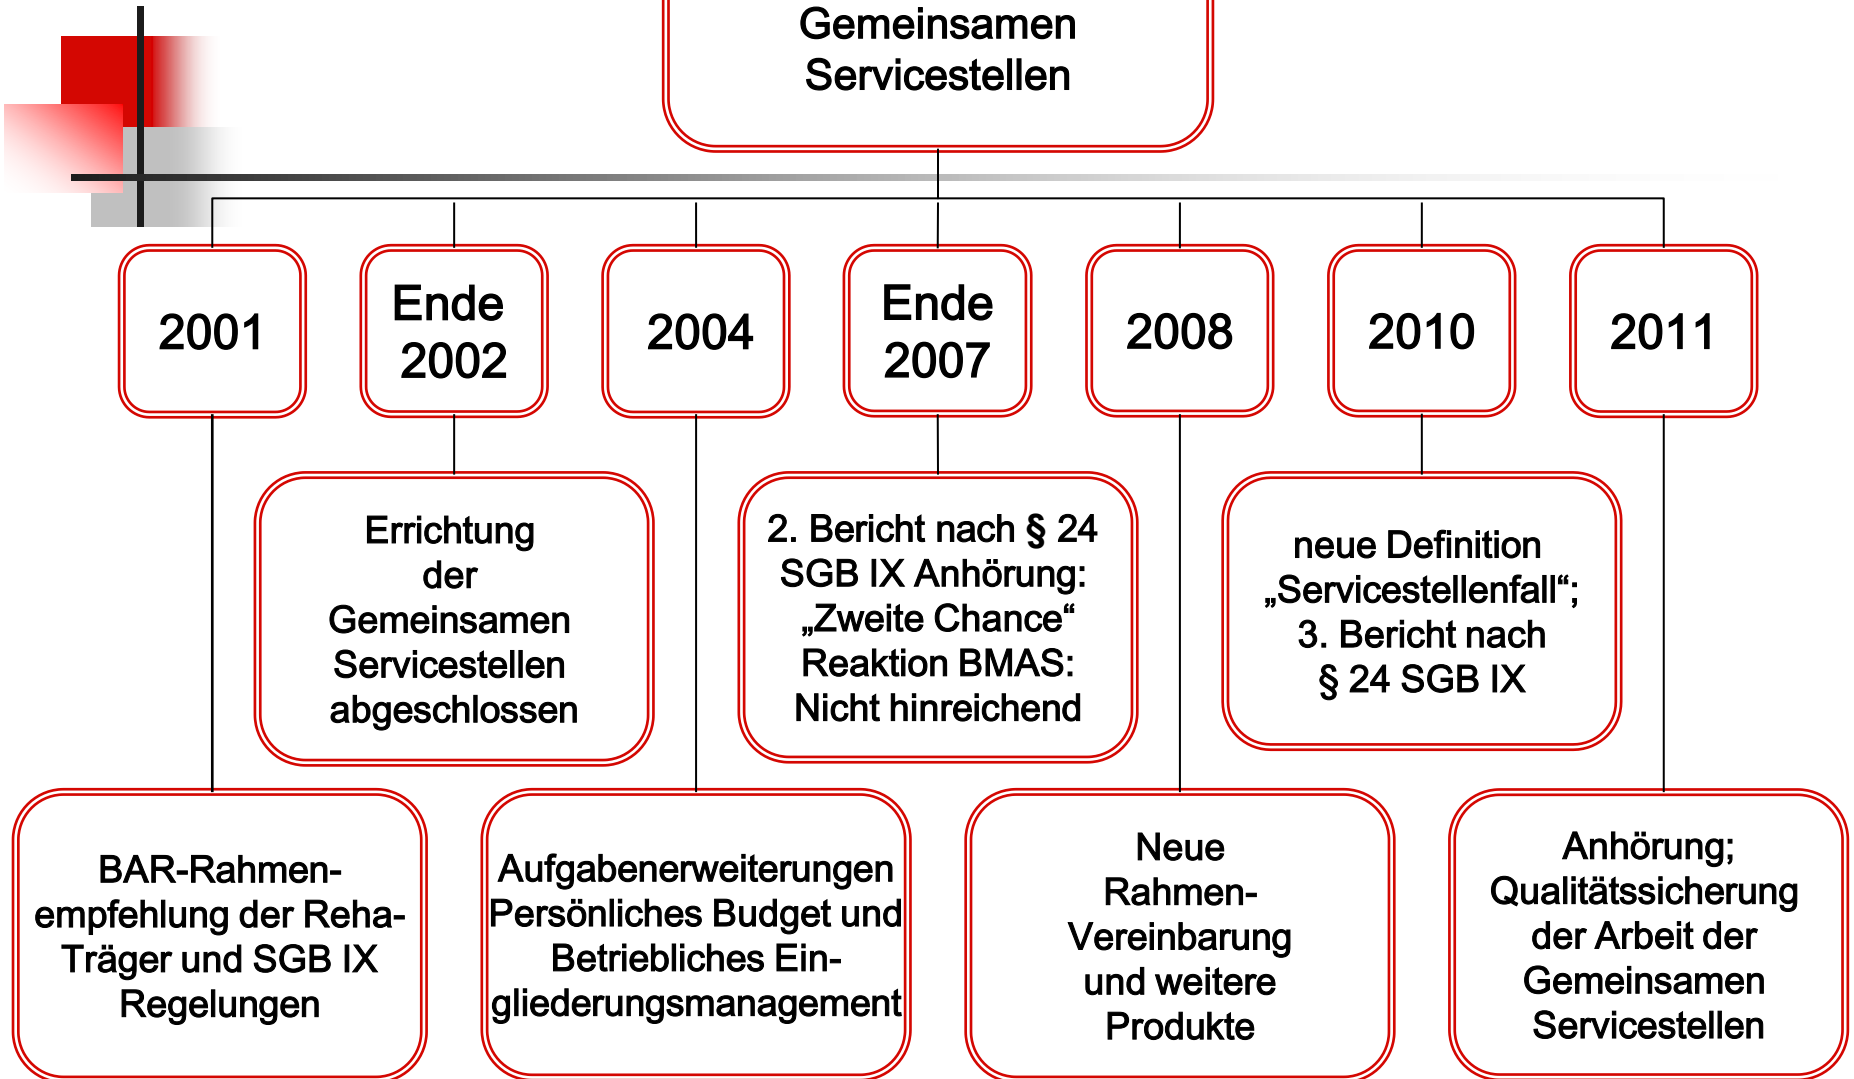 Gemeinsamen
Servicestellen
2001
Ende
2002
2004
Ende
2007
2008
2010
2011
Errichtung
der
Gemeinsamen
Servicestellen
abgeschlossen
2. Bericht nach § 24
SGB IX Anhörung:
„Zweite Chance“
Reaktion BMAS:
Nicht hinreichend
neue Definition
„Servicestellenfall“;
3. Bericht nach
§ 24 SGB IX
BAR-Rahmen-
empfehlung der Reha-
Träger und SGB IX
Regelungen
Aufgabenerweiterungen
Persönliches Budget und
Betriebliches Ein-
gliederungsmanagement
Neue
Rahmen-
Vereinbarung
und weitere
Produkte
Anhörung;
Qualitätssicherung
der Arbeit der
Gemeinsamen
Servicestellen